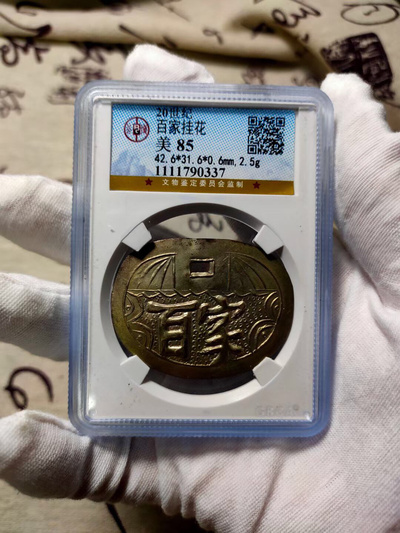 20世纪
百家挂花
美 85
42.6*31.6*0.6mm,2.5g
1111790337
★ 文物鉴定委员会监制 ★
百家